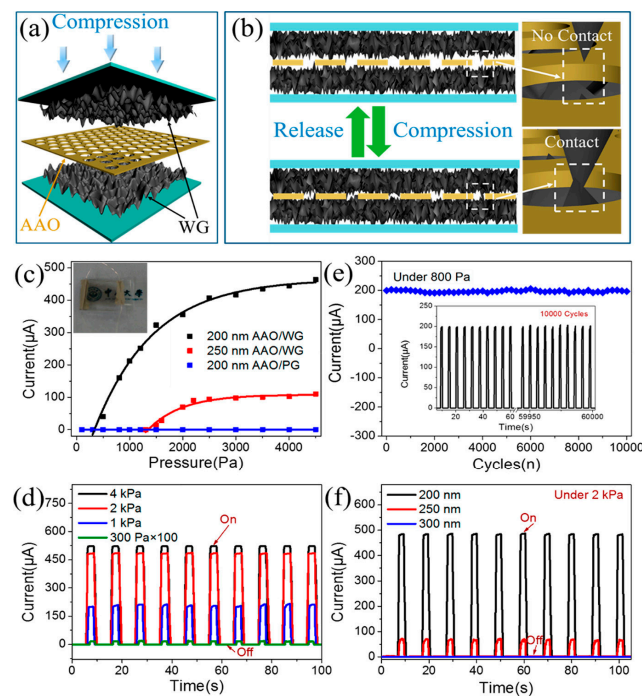 (a)
Compression
AAO
WG
(b)
No Contact
Release
Compression
Contact
(c)
500
400
300
200
100
0
Current(μA)
200 nm AAO/WG
250 nm AAO/WG
200 nm AAO/PG
0
1000
2000
3000
4000
Pressure(Pa)
(e)
300
200
100
0
-100
-200
-300
Current(μA)
Under 800 Pa
10000 Cycles
250
200
150
100
50
0
Current(μA)
20
40
60
59950
60000
Time(s)
0
2000
4000
6000
8000
10000
Cycles(n)
(d)
750
600
450
300
150
0
Current(μA)
4 kPa
2 kPa
1 kPa
300 Pa×100
On
Off
0
20
40
60
80
100
Time(s)
(f)
600
500
400
300
200
100
0
Current(μA)
200 nm
250 nm
300 nm
Under 2 kPa
On
Off
0
20
40
60
80
100
Time(s)